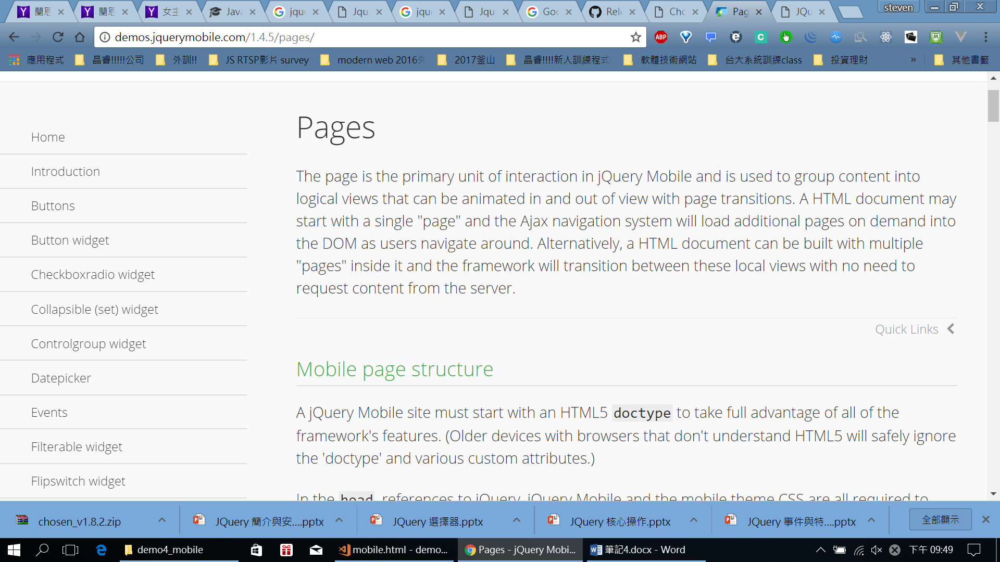 蘭恩
蘭恩
女主
Java
jque
Jqu
jque
Jqu
Goo
Rele
Cho
Pag
JQu
steven
demos.jquerymobile.com/1.4.5/pages/
ABP
應用程式
晶睿!!!!!公司
外訓!!
JS RTSP影片 survey
modern web 2016外
2017釜山
晶睿!!!!新人訓練程式
軟體技術網站
台大系統訓練class
投資理財
»
其他書籤
Home
Introduction
Buttons
Button widget
Checkboxradio widget
Collapsible (set) widget
Controlgroup widget
Datepicker
Events
Filterable widget
Flipswitch widget
Pages
The page is the primary unit of interaction in jQuery Mobile and is used to group content into
logical views that can be animated in and out of view with page transitions. A HTML document may
start with a single "page" and the Ajax navigation system will load additional pages on demand into
the DOM as users navigate around. Alternatively, a HTML document can be built with multiple
"pages" inside it and the framework will transition between these local views with no need to
request content from the server.
Quick Links
Mobile page structure
A jQuery Mobile site must start with an HTML5 doctype to take full advantage of all of the
framework's features. (Older devices with browsers that don't understand HTML5 will safely ignore
the 'doctype' and various custom attributes.)
In the head, references to jQuery, jQuery Mobile and the mobile theme CSS are all required to
chosen_v1.8.2.zip
JQuery 簡介與安....pptx
JQuery 選擇器.pptx
JQuery 核心操作.pptx
JQuery 事件與特....pptx
全部顯示
demo4_mobile
mobile.html - demo...
Pages - jQuery Mobi...
筆記4.docx - Word
下午 09:49